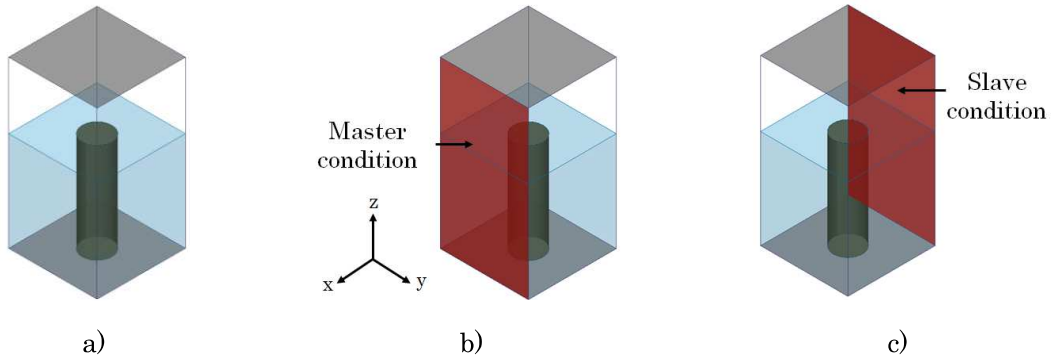 Master
condition
z
x
y
Slave
condition
a)
b)
c)